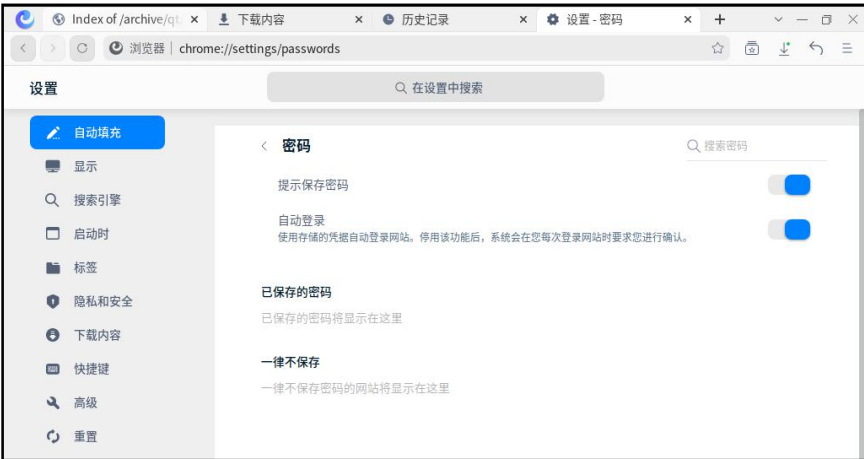 Index of /archive/qt
下载内容
历史记录
设置 - 密码
浏览器 chrome://settings/passwords
设置
在设置中搜索
自动填充
显示
搜索引擎
启动时
标签
隐私和安全
下载内容
快捷键
高级
重置
密码
搜索密码
提示保存密码
自动登录
使用存储的凭据自动登录网站。停用该功能后，系统会在您每次登录网站时要求您进行确认。
已保存的密码
已保存的密码将显示在这里
一律不保存
一律不保存密码的网站将显示在这里